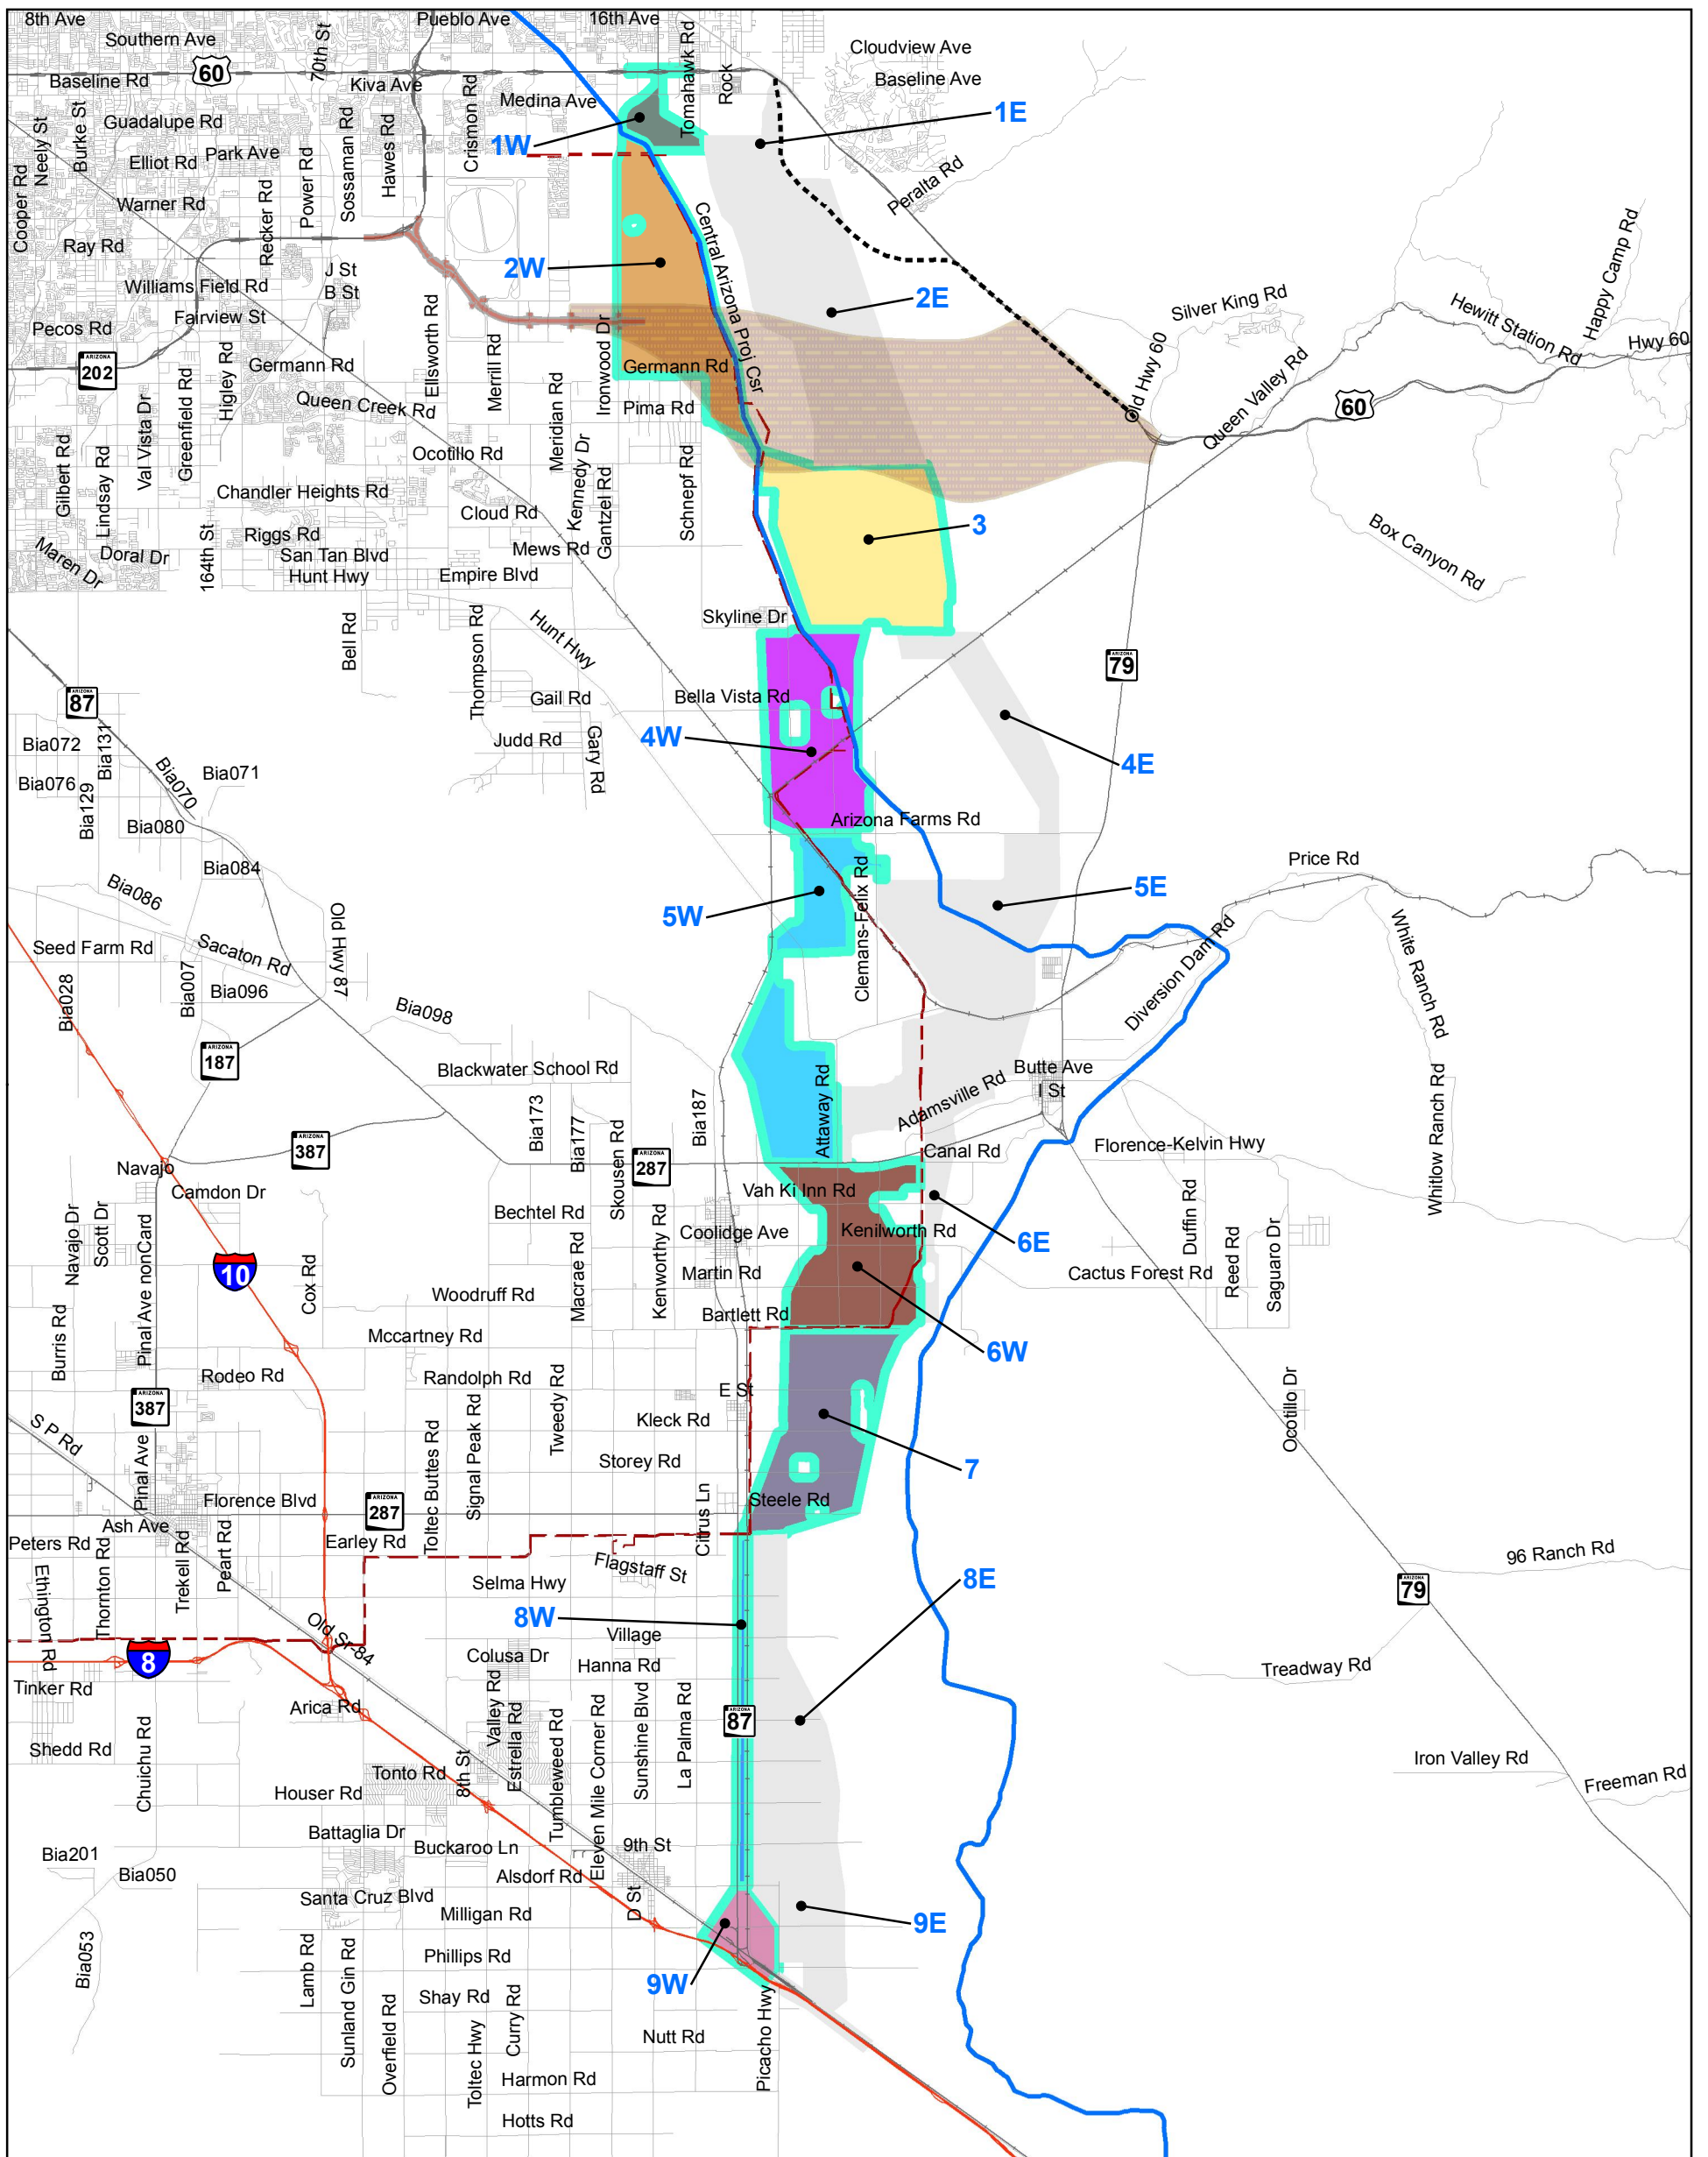 8th Ave
Pueblo Ave
16th Ave
Southern Ave
70th St
Tomahawk Rd
Cloudview Ave
60
Baseline Rd
Kiva Ave
Rock
Baseline Ave
Crismon Rd
Medina Ave
Neely St
Burke St
Guadalupe Rd
1E
1W
Cooper Rd
Elliot Rd
Park Ave
Power Rd
Sossaman Rd
Hawes Rd
Peralta Rd
Warner Rd
Recker Rd
Ray Rd
Central Arizona Proj Csr
Happy Camp Rd
J St
2W
Williams Field Rd
B St
2E
Silver King Rd
Pecos Rd
Fairview St
Ellsworth Rd
Hewitt Station Rd
Hwy 60
ARIZONA
202
Germann Rd
Merrill Rd
Ironwood Dr
Germann Rd
Old Hwy 60
Queen Valley Rd
60
Val Vista Dr
Greenfield Rd
Higley Rd
Queen Creek Rd
Meridian Rd
Pima Rd
Gilbert Rd
Lindsay Rd
Ocotillo Rd
Kennedy Dr
Gantzel Rd
Schnepf Rd
Chandler Heights Rd
Cloud Rd
3
Box Canyon Rd
Maren Dr
Doral Dr
164th St
Riggs Rd
San Tan Blvd
Hunt Hwy
Mews Rd
Empire Blvd
Bell Rd
Thompson Rd
Hunt Hwy
Skyline Dr
ARIZONA
79
ARIZONA
87
Gail Rd
Bella Vista Rd
Bia072
Bia131
Judd Rd
Gary Rd
4W
4E
Bia076
Bia070
Bia071
Bia129
Bia080
Arizona Farms Rd
Bia084
Price Rd
Bia086
Clemans-Felix Rd
5E
5W
Old Hwy 87
White Ranch Rd
Seed Farm Rd
Sacaton Rd
Diversion Dam Rd
Bia028
Bia007
Bia096
Bia098
ARIZONA
187
Blackwater School Rd
Butte Ave
I St
Adamsville Rd
Attaway Rd
Whitlow Ranch Rd
Bia173
Bia177
Skousen Rd
Bia187
ARIZONA
387
Canal Rd
Florence-Kelvin Hwy
Navajo
ARIZONA
287
Camdon Dr
Vah Ki Inn Rd
Navajo Dr
Scott Dr
Bechtel Rd
Duffin Rd
Coolidge Ave
Kenilworth Rd
6E
Pinal Ave nonCard
10
Cox Rd
Macrae Rd
Kenworthy Rd
Martin Rd
Cactus Forest Rd
Reed Rd
Saguaro Dr
Woodruff Rd
Bartlett Rd
Burris Rd
Mccartney Rd
6W
Rodeo Rd
Randolph Rd
Tweedy Rd
E St
Ocotillo Dr
ARIZONA
387
Kleck Rd
S P Rd
Toltec Buttes Rd
Signal Peak Rd
7
Storey Rd
Pinal Ave
Florence Blvd
ARIZONA
287
Citrus Ln
Steele Rd
Ash Ave
Peters Rd
Earley Rd
Ethington Rd
Thornton Rd
Trekell Rd
Peart Rd
Flagstaff St
96 Ranch Rd
Selma Hwy
8E
ARIZONA
79
8W
Old Sr-84
Village
8
Colusa Dr
Hanna Rd
Treadway Rd
Tinker Rd
Valley Rd
Estrella Rd
Eleven Mile Corner Rd
Sunshine Blvd
La Palma Rd
ARIZONA
87
Arica Rd
Chuichu Rd
Tumbleweed Rd
Shedd Rd
Tonto Rd
8th St
Iron Valley Rd
Freeman Rd
Houser Rd
Battaglia Dr
Buckaroo Ln
9th St
Bia201
Bia050
Alsdorf Rd
Santa Cruz Blvd
Milligan Rd
D St
9E
Bia053
Lamb Rd
Sunland Gin Rd
Phillips Rd
9W
Overfield Rd
Shay Rd
Toltec Hwy
Curry Rd
Picacho Hwy
Nutt Rd
Harmon Rd
Hotts Rd